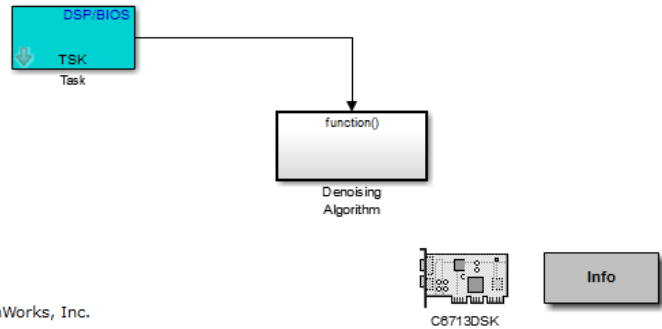 DSP/BIOS
TSK
Task
function()
Denoising
Algorithm
Info
C6713DSK
Works, Inc.